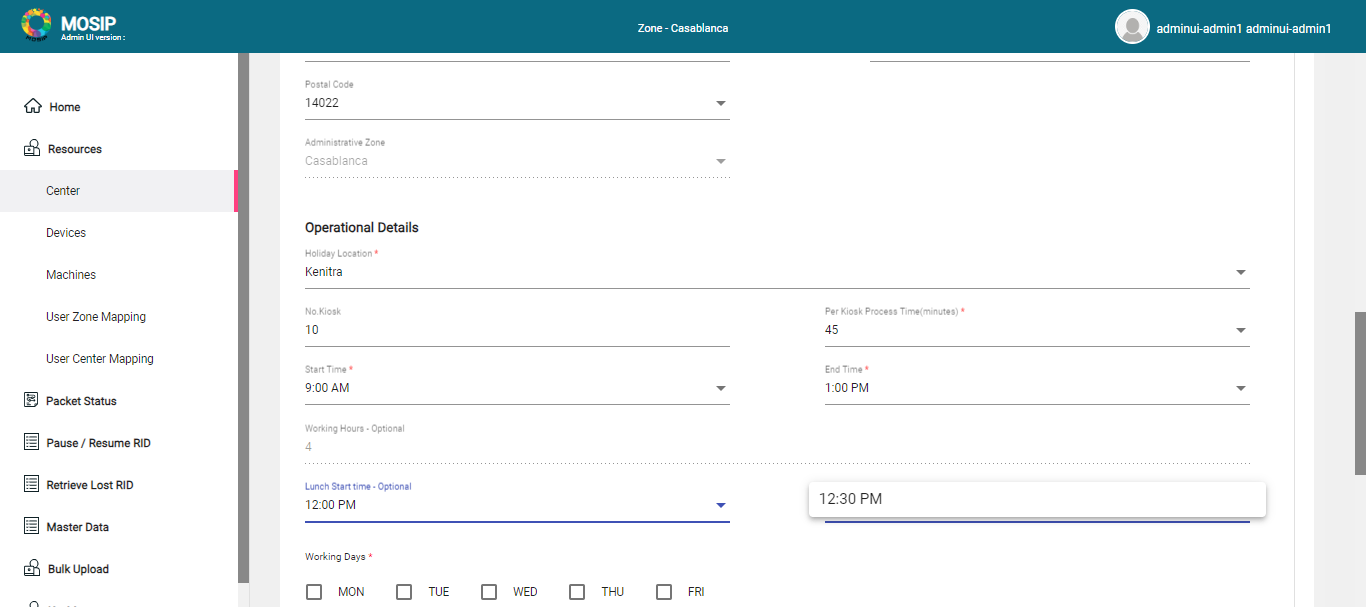 MOSIP
Admin UI version :
Zone - Casablanca
adminui-admin1 adminui-admin1
Home
Resources
Center
Devices
Machines
User Zone Mapping
User Center Mapping
Packet Status
Pause / Resume RID
Retrieve Lost RID
Master Data
Bulk Upload
Postal Code
14022
Administrative Zone
Casablanca
Operational Details
Holiday Location *
Kenitra
No.Kiosk
10
Per Kiosk Process Time(minutes) *
45
Start Time *
9:00 AM
End Time *
1:00 PM
Working Hours - Optional
4
Lunch Start time - Optional
12:00 PM
12:30 PM
Working Days *
MON TUE WED THU FRI